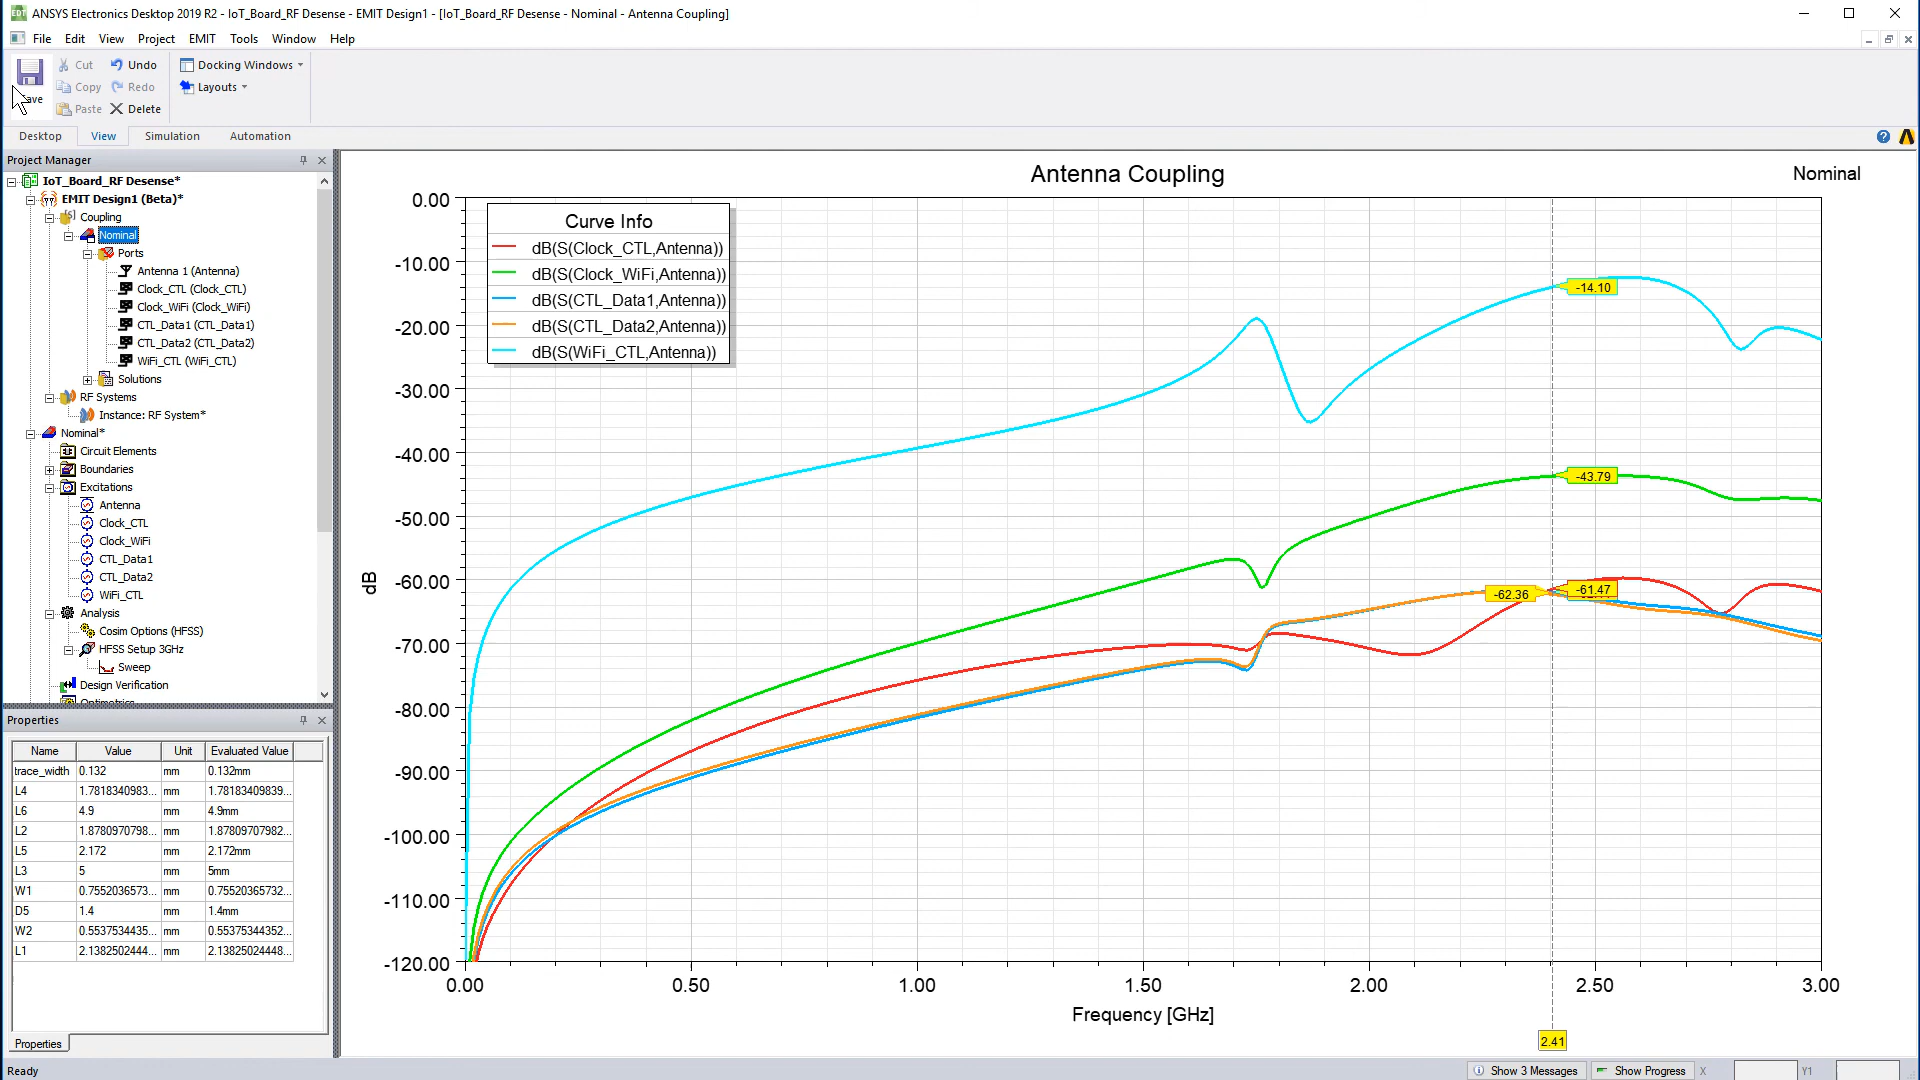 ANSYS Electronics Desktop 2019 R2 - IoT_Board_RF Desense - EMIT Design1 - [IoT_Board_RF Desense - Nominal - Antenna Coupling]
File Edit View Project EMIT Tools Window Help
Cut Undo Docking Windows
Copy Redo Layouts
Paste Delete
Desktop View Simulation Automation
Project Manager
IoT_Board_RF Desense*
EMIT Design1 (Beta)*
Coupling
Nominal
Ports
Antenna 1 (Antenna)
Clock_CTL (Clock_CTL)
Clock_WiFi (Clock_WiFi)
CTL_Data1 (CTL_Data1)
CTL_Data2 (CTL_Data2)
WiFi_CTL (WiFi_CTL)
Solutions
RF Systems
Instance: RF System*
Nominal*
Circuit Elements
Boundaries
Excitations
Antenna
Clock_CTL
Clock_WiFi
CTL_Data1
CTL_Data2
WiFi_CTL
Analysis
Cosim Options (HFSS)
HFSS Setup 3GHz
Sweep
Design Verification
Properties
Name Value Unit Evaluated Value
trace_width 0.132 mm 0.132mm
L4 1.7818340983... mm 1.78183409839...
L6 4.9 mm 4.9mm
L2 1.8780970798... mm 1.87809707982...
L5 2.172 mm 2.172mm
L3 5 mm 5mm
W1 0.7552036573... mm 0.75520365732...
D5 1.4 mm 1.4mm
W2 0.5537534435... mm 0.55375344352...
L1 2.1382502444... mm 2.13825024448...
Properties
Antenna Coupling
Nominal
Curve Info
dB(S(Clock_CTL,Antenna))
dB(S(Clock_WiFi,Antenna))
dB(S(CTL_Data1,Antenna))
dB(S(CTL_Data2,Antenna))
dB(S(WiFi_CTL,Antenna))
dB
0.00
-10.00
-20.00
-30.00
-40.00
-50.00
-60.00
-70.00
-80.00
-90.00
-100.00
-110.00
-120.00
-14.10
-43.79
-62.36
-61.47
0.00 0.50 1.00 1.50 2.00 2.50 3.00
Frequency [GHz]
2.41
Ready
Show 3 Messages Show Progress X Y1